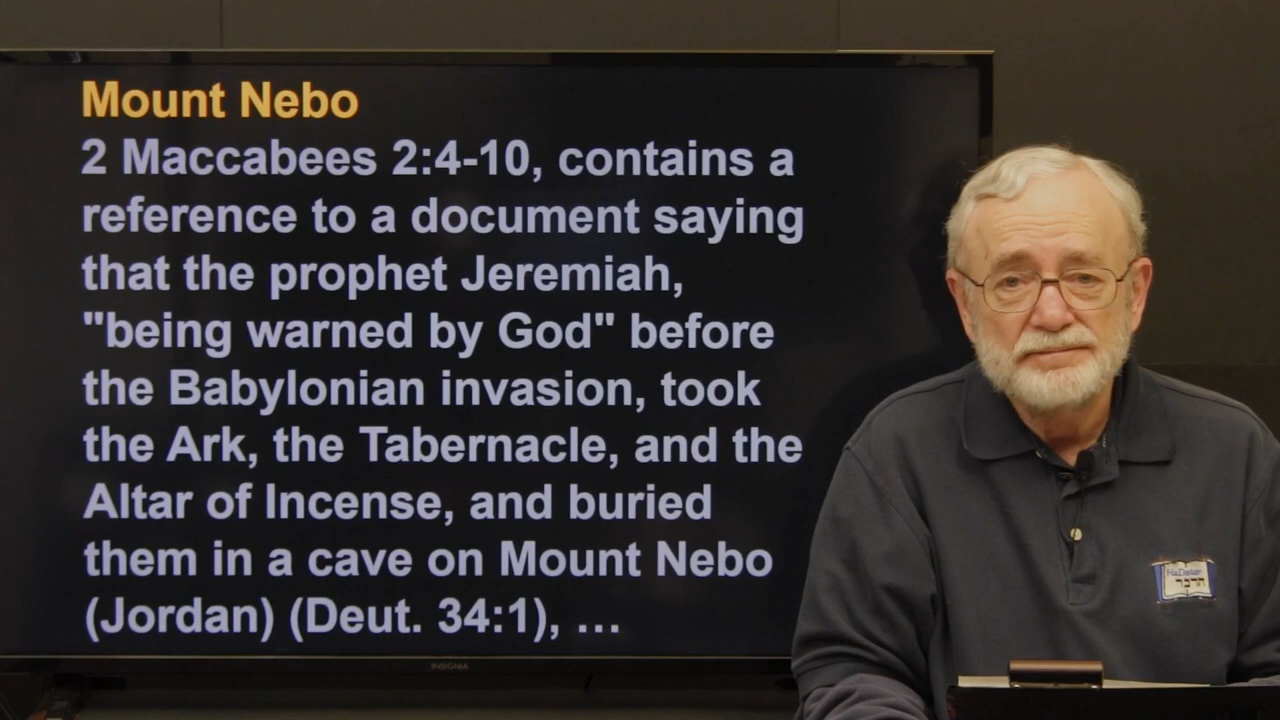 Mount Nebo
2 Maccabees 2:4-10, contains a
reference to a document saying
that the prophet Jeremiah,
"being warned by God" before
the Babylonian invasion, took
the Ark, the Tabernacle, and the
Altar of Incense, and buried
them in a cave on Mount Nebo
(Jordan) (Deut. 34:1), …
INSIGNIA
HaDavar
הדבר